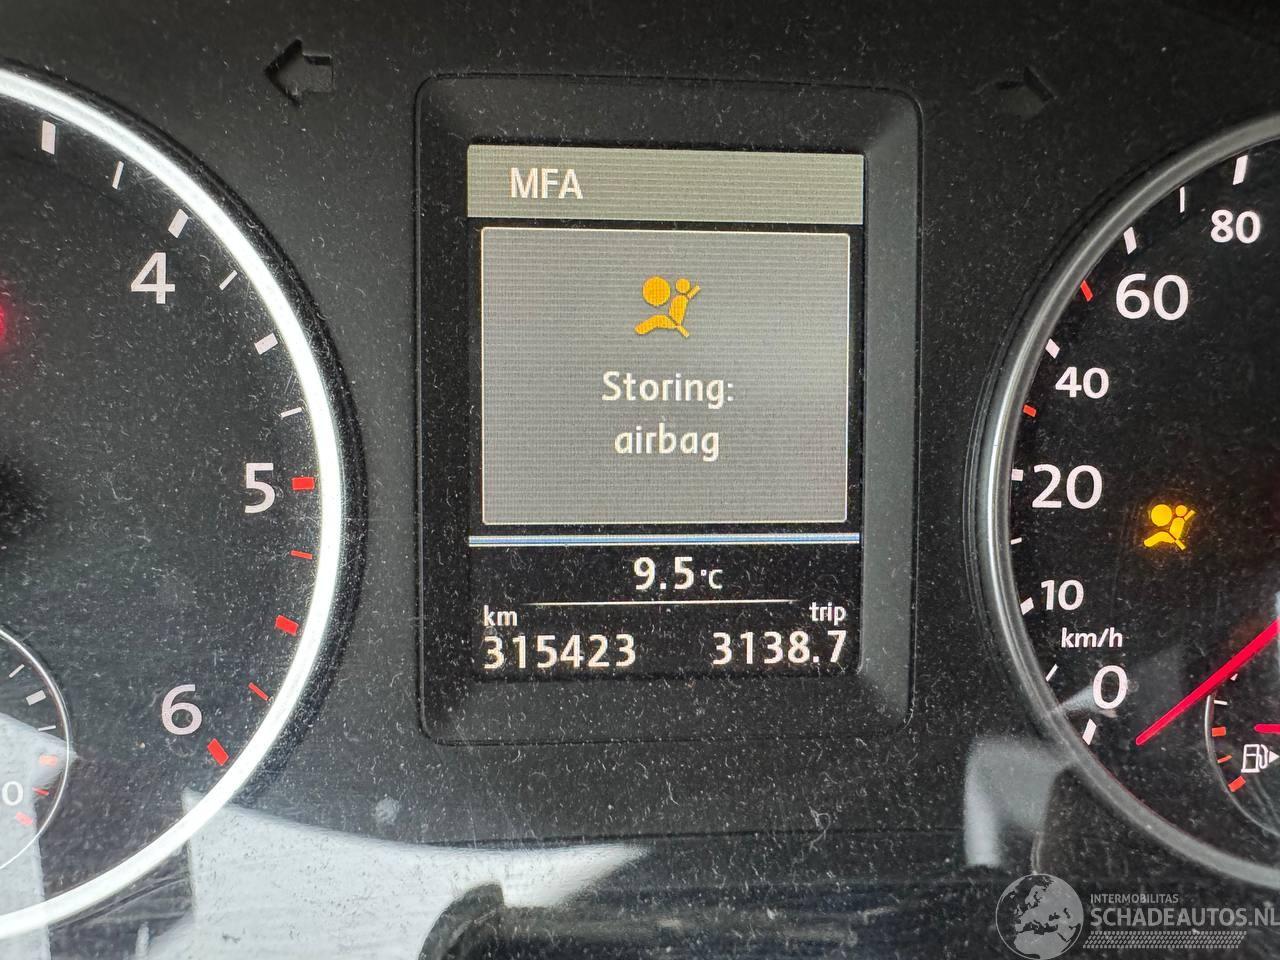 MFA
Storing:
airbag
9.5°C
km
trip
315423
3138.7
4
5
6
0
80
60
40
20
10
km/h
0
INTERMOBILITAS
SCHADEAUTOS.NL